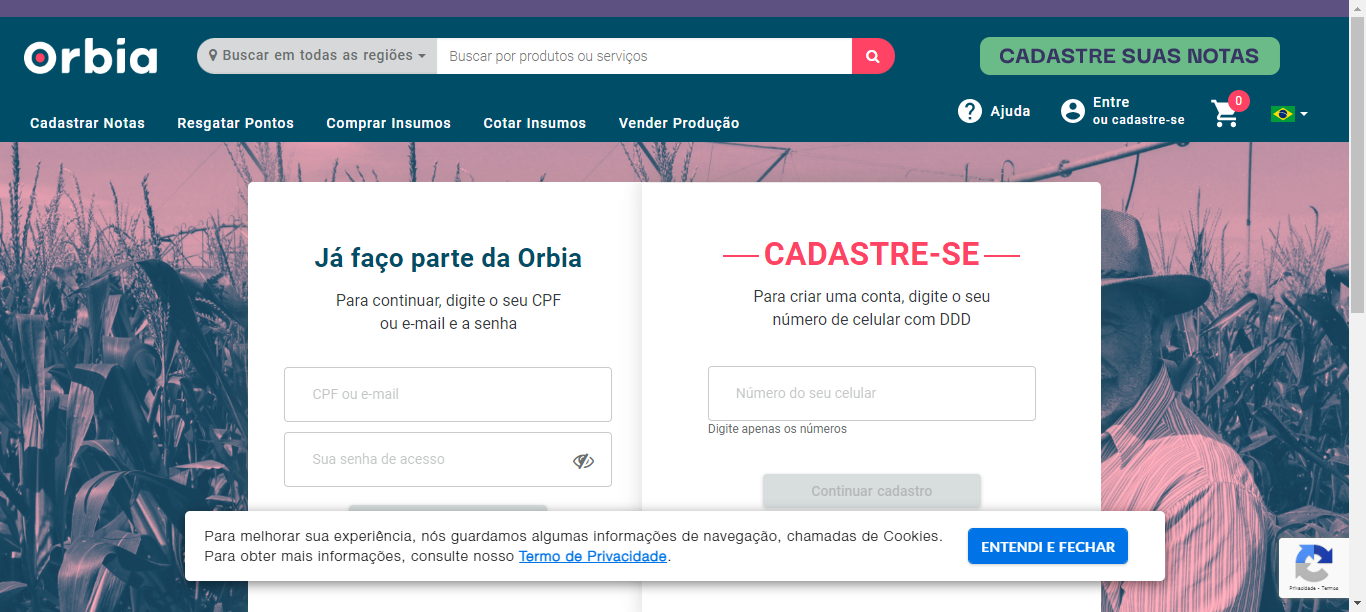 Orbia
Buscar em todas as regiões
Buscar por produtos ou serviços
CADASTRE SUAS NOTAS
Cadastrar Notas
Resgatar Pontos
Comprar Insumos
Cotar Insumos
Vender Produção
Ajuda
Entre
ou cadastre-se
0
Já faço parte da Orbia
Para continuar, digite o seu CPF
ou e-mail e a senha
CPF ou e-mail
Sua senha de acesso
CADASTRE-SE
Para criar uma conta, digite o seu
número de celular com DDD
Número do seu celular
Digite apenas os números
Continuar cadastro
Para melhorar sua experiência, nós guardamos algumas informações de navegação, chamadas de Cookies.
Para obter mais informações, consulte nosso Termo de Privacidade.
ENTENDI E FECHAR
Privacidade - Termos